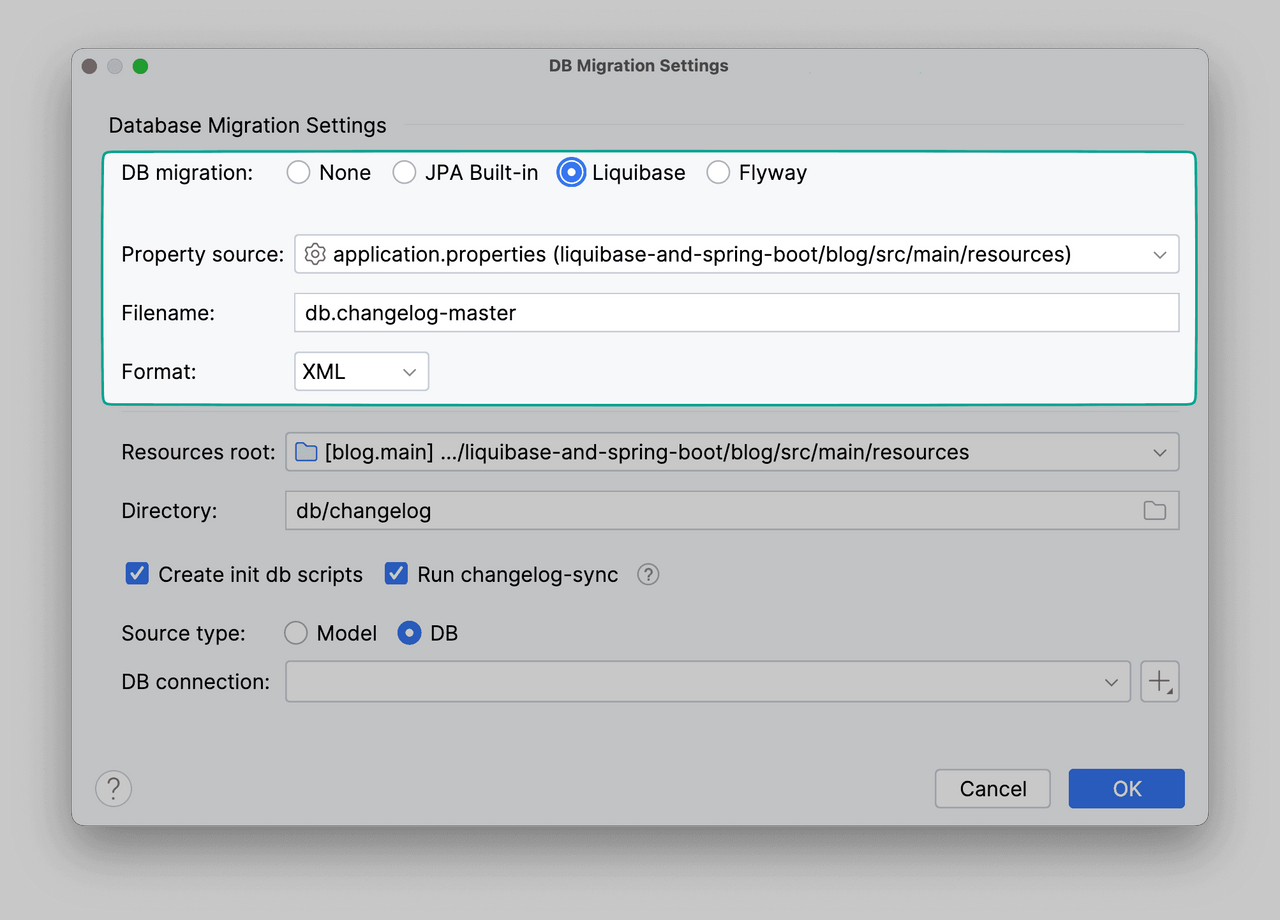 DB Migration Settings
Database Migration Settings
DB migration: None JPA Built-in Liquibase Flyway
Property source: application.properties (liquibase-and-spring-boot/blog/src/main/resources)
Filename: db.changelog-master
Format: XML
Resources root: [blog.main] .../liquibase-and-spring-boot/blog/src/main/resources
Directory: db/changelog
Create init db scripts Run changelog-sync ?
Source type: Model DB
DB connection:
? Cancel OK